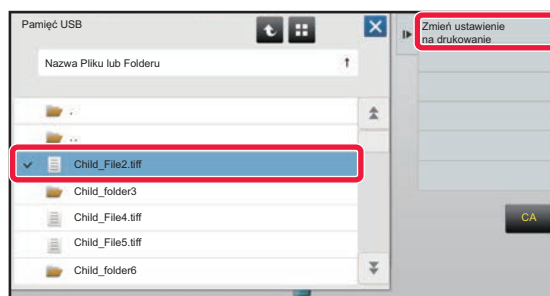 Pamięć USB
Nazwa Pliku lub Folderu
.
..
Child_File2.tiff
Child_folder3
Child_File4.tiff
Child_File5.tiff
Child_folder6
Zmień ustawienie
na drukowanie
CA